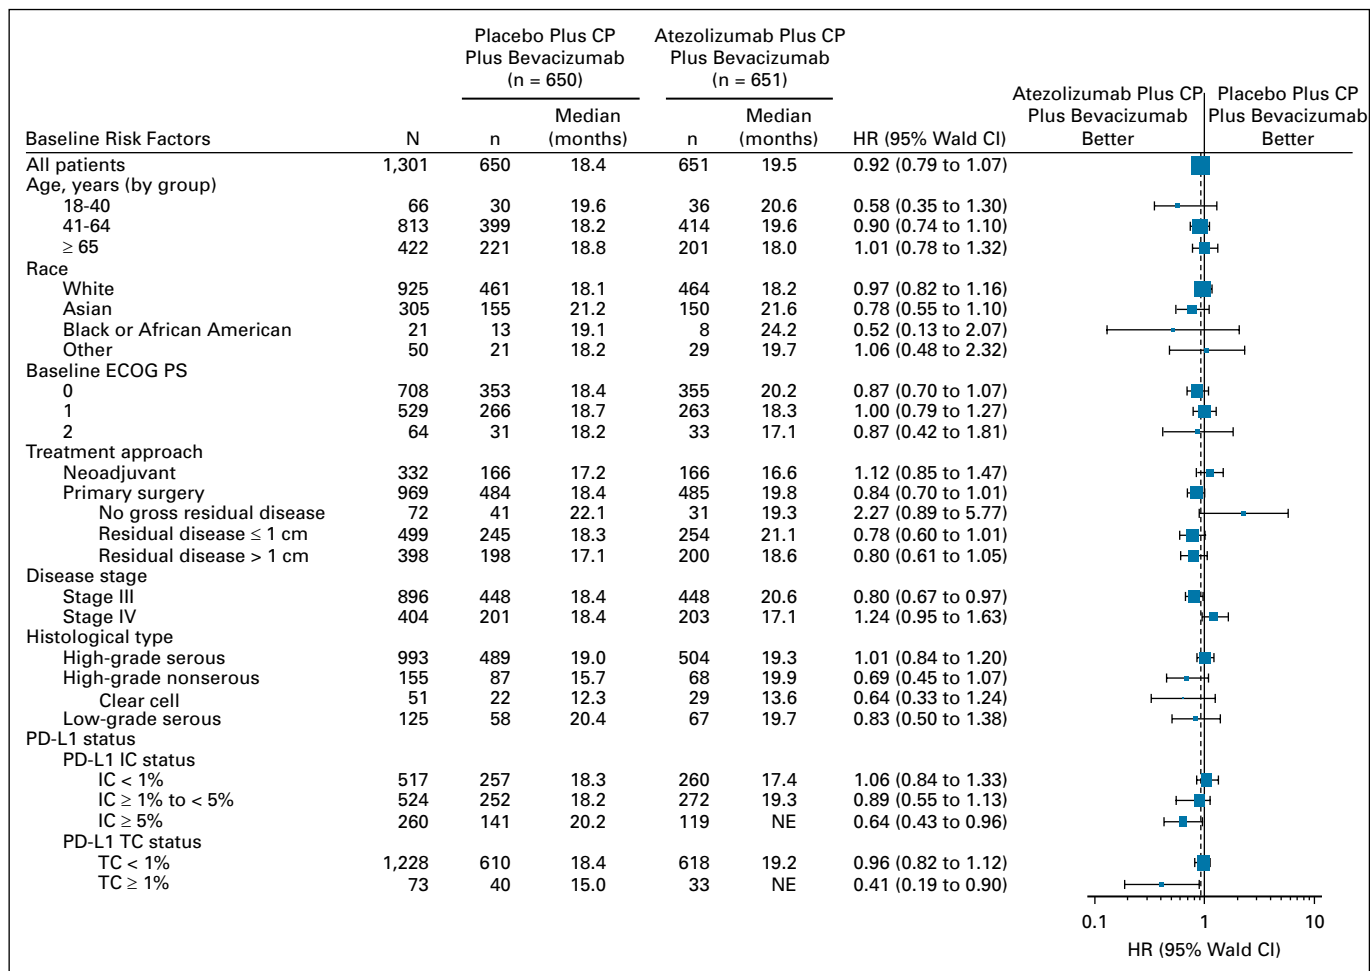 Placebo Plus CP Plus Bevacizumab (n = 650)
Atezolizumab Plus CP Plus Bevacizumab (n = 651)
Baseline Risk Factors N n Median (months) n Median (months) HR (95% Wald CI) Atezolizumab Plus CP Plus Bevacizumab Better Placebo Plus CP Plus Bevacizumab Better
All patients 1,301 650 18.4 651 19.5 0.92 (0.79 to 1.07)
Age, years (by group)
18-40 66 30 19.6 36 20.6 0.58 (0.35 to 1.30)
41-64 813 399 18.2 414 19.6 0.90 (0.74 to 1.10)
≥ 65 422 221 18.8 201 18.0 1.01 (0.78 to 1.32)
Race
White 925 461 18.1 464 18.2 0.97 (0.82 to 1.16)
Asian 305 155 21.2 150 21.6 0.78 (0.55 to 1.10)
Black or African American 21 13 19.1 8 24.2 0.52 (0.13 to 2.07)
Other 50 21 18.2 29 19.7 1.06 (0.48 to 2.32)
Baseline ECOG PS
0 708 353 18.4 355 20.2 0.87 (0.70 to 1.07)
1 529 266 18.7 263 18.3 1.00 (0.79 to 1.27)
2 64 31 18.2 33 17.1 0.87 (0.42 to 1.81)
Treatment approach
Neoadjuvant 332 166 17.2 166 16.6 1.12 (0.85 to 1.47)
Primary surgery 969 484 18.4 485 19.8 0.84 (0.70 to 1.01)
No gross residual disease 72 41 22.1 31 19.3 2.27 (0.89 to 5.77)
Residual disease ≤ 1 cm 499 245 18.3 254 21.1 0.78 (0.60 to 1.01)
Residual disease > 1 cm 398 198 17.1 200 18.6 0.80 (0.61 to 1.05)
Disease stage
Stage III 896 448 18.4 448 20.6 0.80 (0.67 to 0.97)
Stage IV 404 201 18.4 203 17.1 1.24 (0.95 to 1.63)
Histological type
High-grade serous 993 489 19.0 504 19.3 1.01 (0.84 to 1.20)
High-grade nonserous 155 87 15.7 68 19.9 0.69 (0.45 to 1.07)
Clear cell 51 22 12.3 29 13.6 0.64 (0.33 to 1.24)
Low-grade serous 125 58 20.4 67 19.7 0.83 (0.50 to 1.38)
PD-L1 status
PD-L1 IC status
IC < 1% 517 257 18.3 260 17.4 1.06 (0.84 to 1.33)
IC ≥ 1% to < 5% 524 252 18.2 272 19.3 0.89 (0.55 to 1.13)
IC ≥ 5% 260 141 20.2 119 NE 0.64 (0.43 to 0.96)
PD-L1 TC status
TC < 1% 1,228 610 18.4 618 19.2 0.96 (0.82 to 1.12)
TC ≥ 1% 73 40 15.0 33 NE 0.41 (0.19 to 0.90)
0.1 1 10
HR (95% Wald CI)